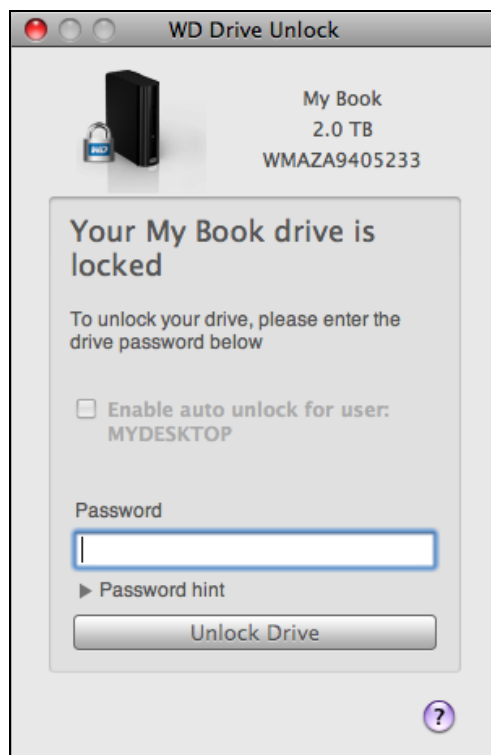 WD Drive Unlock
My Book
2.0 TB
WMAZA9405233
WD
Your My Book drive is
locked
To unlock your drive, please enter the
drive password below
Enable auto unlock for user:
MYDESKTOP
Password
Password hint
Unlock Drive
?